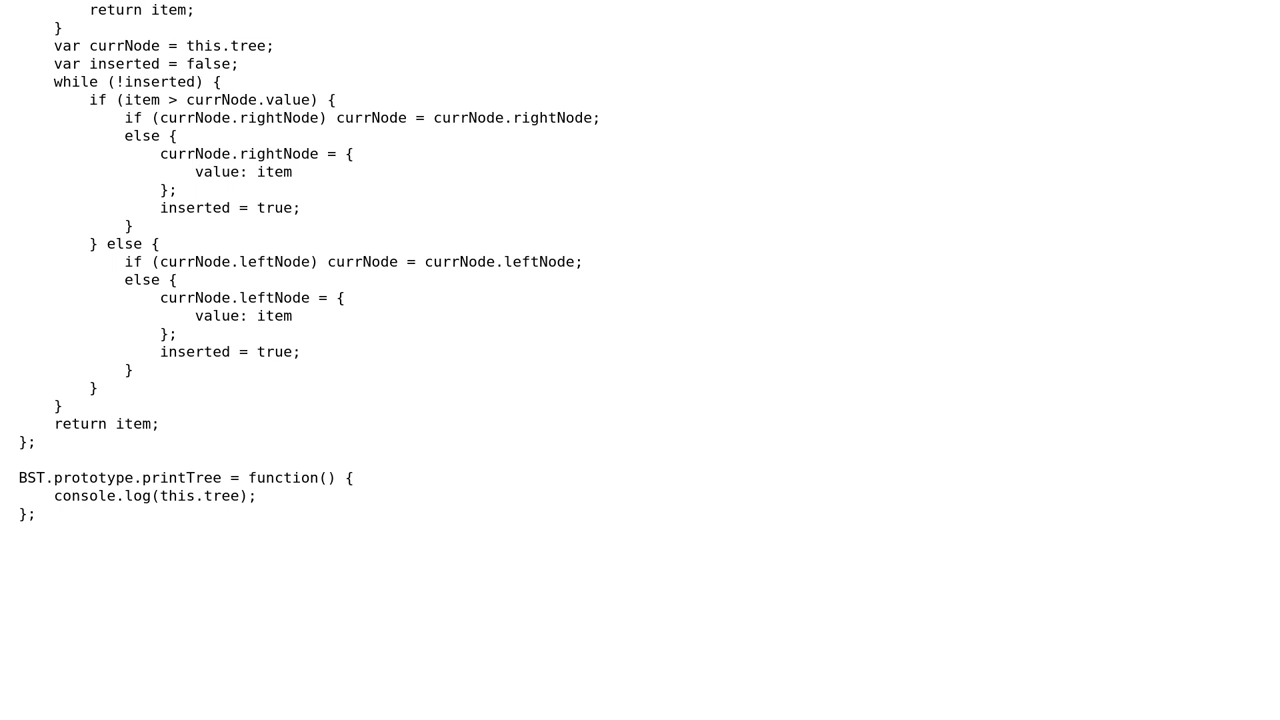 return item;
    }
    var currNode = this.tree;
    var inserted = false;
    while (!inserted) {
        if (item > currNode.value) {
            if (currNode.rightNode) currNode = currNode.rightNode;
            else {
                currNode.rightNode = {
                    value: item
                };
                inserted = true;
            }
        } else {
            if (currNode.leftNode) currNode = currNode.leftNode;
            else {
                currNode.leftNode = {
                    value: item
                };
                inserted = true;
            }
        }
    }
    return item;
};

BST.prototype.printTree = function() {
    console.log(this.tree);
};